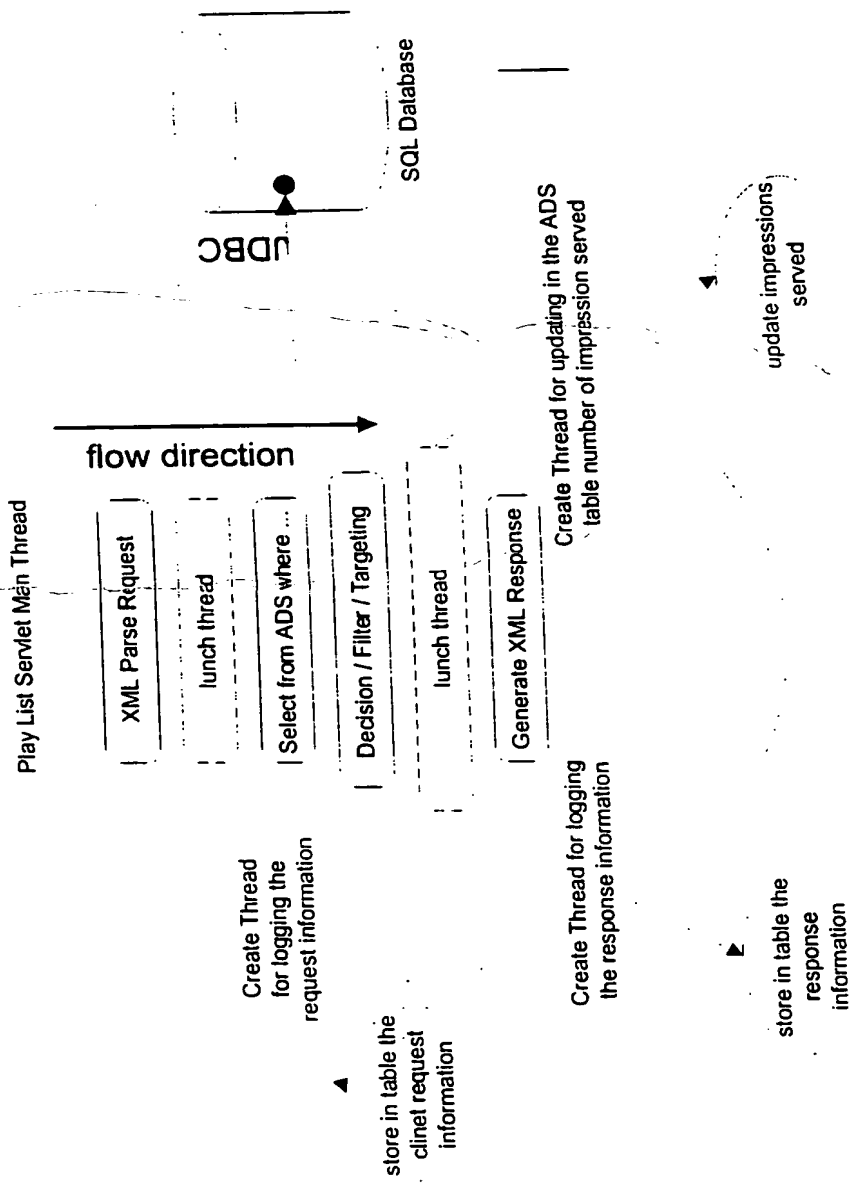 Play List Servlet Man Thread
XML Parse Request
lunch thread
Select from ADS where ...
Decision / Filter / Targeting
lunch thread
Generate XML Response
flow direction
JDBC
SQL Database
Create Thread
for logging the
request information
store in table the
clinet request
information
Create Thread for logging
the response information
store in table the
response
information
Create Thread for updating in the ADS
table number of impression served
update impressions
served